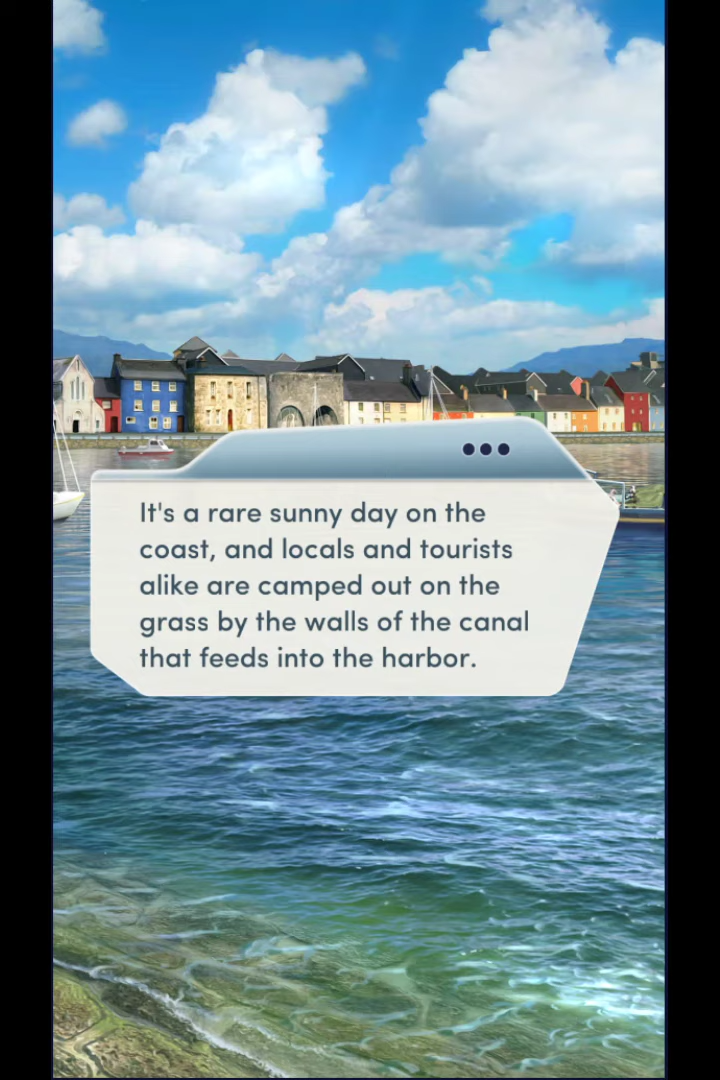 It's a rare sunny day on the
coast, and locals and tourists
alike are camped out on the
grass by the walls of the canal
that feeds into the harbor.